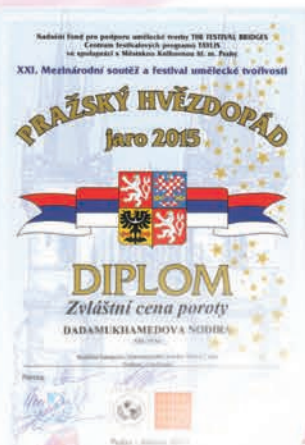 Nadační fond pro podporu umělecké tvorby THE FESTIVAL BRIDGES
Centrum festivalových programů
ve spolupráci s Městskou Knihovnou hl. m. Prahy
XXI. Mezinárodní soutěž a festival umělecké tvořivosti
PRAŽSKÝ HVĚZDOPÁD
jaro 2015
DIPLOM
Zvláštní cena poroty
DADAMUKHAMEDOVA NODIRA